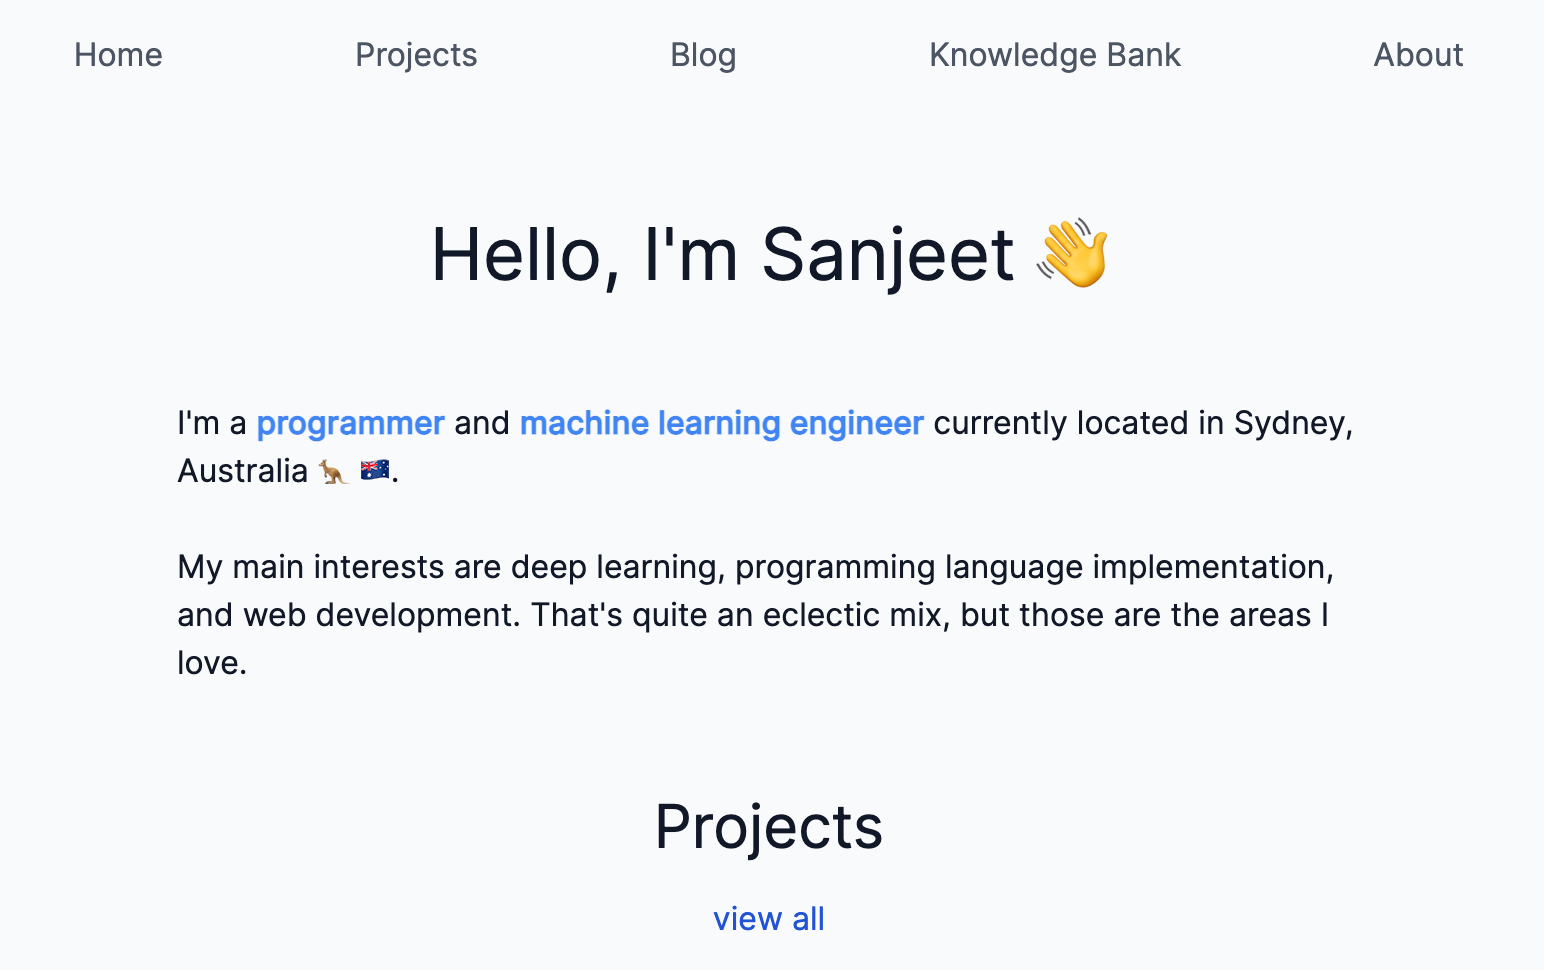 Home Projects Blog Knowledge Bank About
Hello, I'm Sanjeet 👋
I'm a programmer and machine learning engineer currently located in Sydney,
Australia 🦘 🇦🇺.
My main interests are deep learning, programming language implementation,
and web development. That's quite an eclectic mix, but those are the areas I
love.
Projects
view all